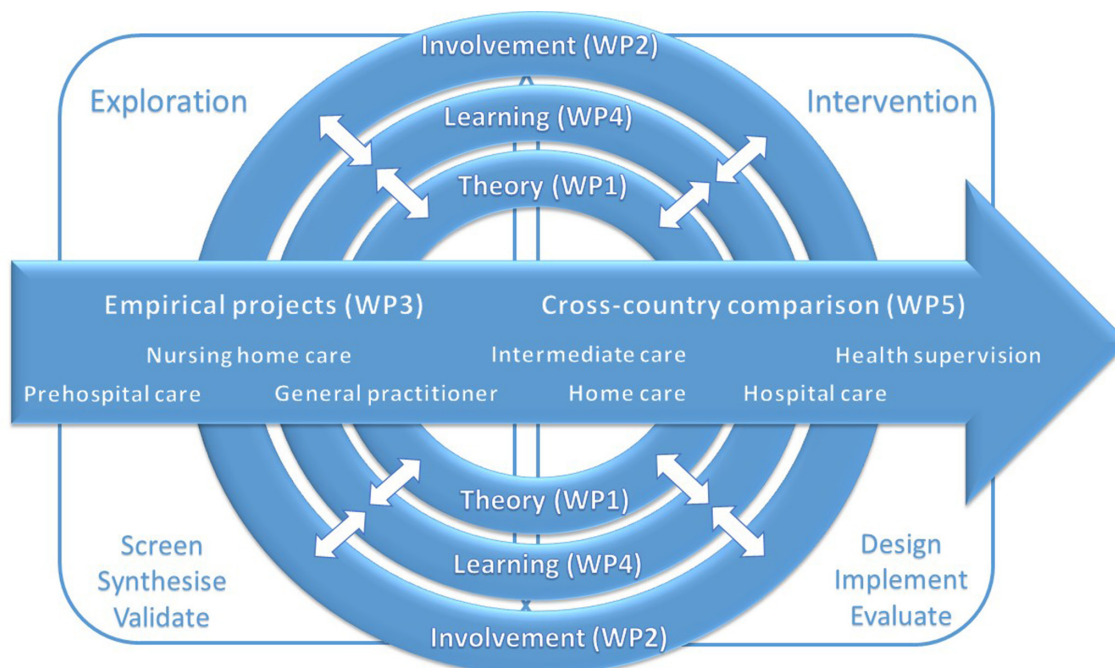 Involvement (WP2)
Exploration
Intervention
Learning (WP4)
Theory (WP1)
Empirical projects (WP3)
Cross-country comparison (WP5)
Nursing home care
Intermediate care
Health supervision
Prehospital care
General practitioner
Home care
Hospital care
Theory (WP1)
Learning (WP4)
Involvement (WP2)
Screen
Synthesise
Validate
Design
Implement
Evaluate